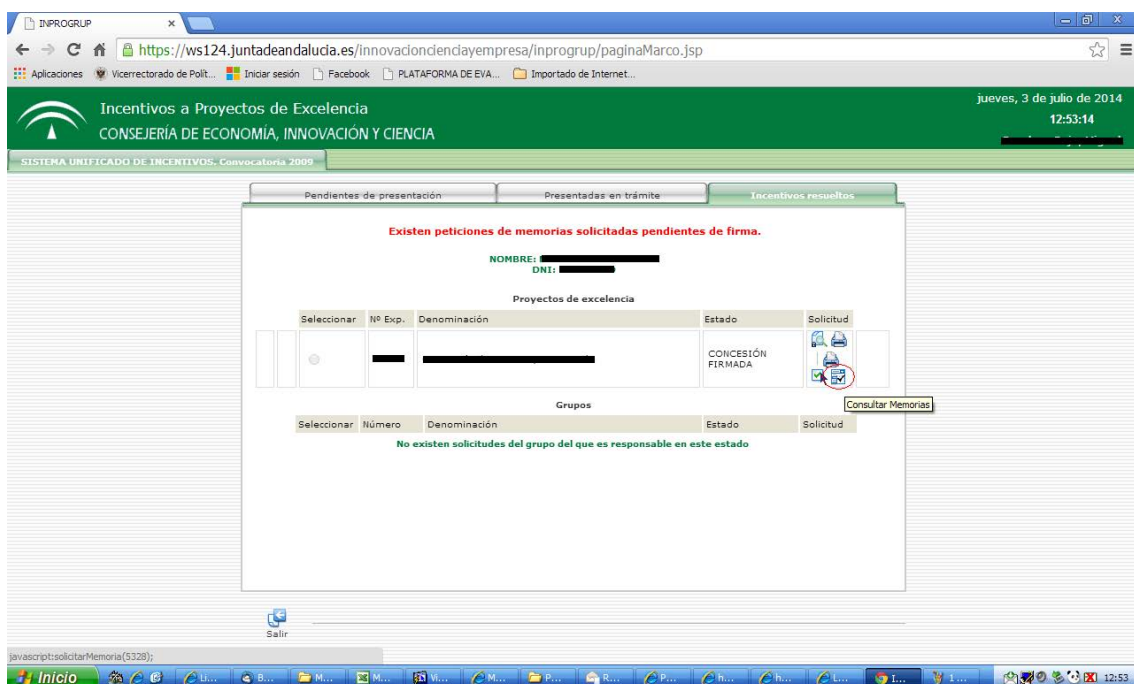 INPROGRUP
https://ws124.juntadeandalucia.es/innovacioncienciayempresa/inprogrup/paginaMarco.jsp
Aplicaciones Vicerrectorado de Polít... Iniciar sesión Facebook PLATAFORMA DE EVA... Importado de Internet...
jueves, 3 de julio de 2014
Incentivos a Proyectos de Excelencia
12:53:14
CONSEJERÍA DE ECONOMÍA, INNOVACIÓN Y CIENCIA
SISTEMA UNIFICADO DE INCENTIVOS. Convocatoria 2009
Pendientes de presentación Presentadas en trámite Incentivos resueltos
Existen peticiones de memorias solicitadas pendientes de firma.
NOMBRE:
DNI:
Proyectos de excelencia
Seleccionar Nº Exp. Denominación Estado Solicitud
CONCESIÓN
FIRMADA
Consultar Memorias
Grupos
Seleccionar Número Denominación Estado Solicitud
No existen solicitudes del grupo del que es responsable en este estado
Salir
javascript:solicitarMemoria(5328);
Inicio Li... B... M... M... Vi... M... P... R... P... h... h... L... I... 1 ... 12:53